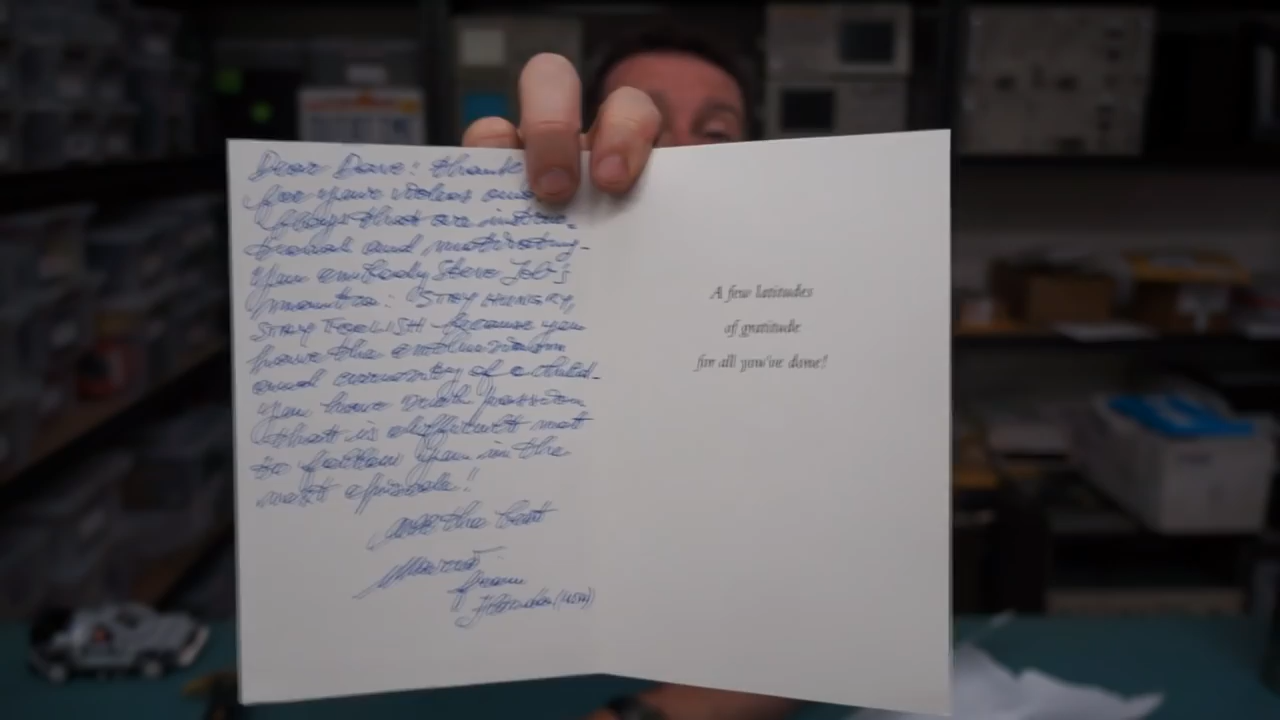 Dear Dave: thank
for your videos and
blogs that are instruc-
tional and motivating.
You embody Steve Job's
mantra: "STAY HUNGRY,
STAY FOOLISH because you
have the enthusiasm
and curiosity of a child.
You have such passion
that is difficult not
to follow you in the
next episode!
all the best
from
(USA)
A few latitudes
of gratitude
for all you've done!